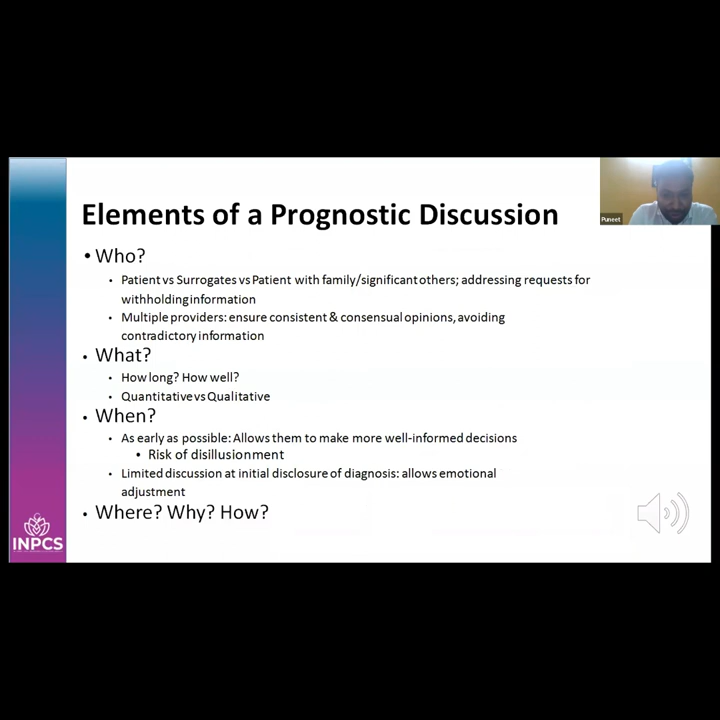 Elements of a Prognostic Discussion
Puneet
• Who?
• Patient vs Surrogates vs Patient with family/significant others; addressing requests for
withholding information
• Multiple providers: ensure consistent & consensual opinions, avoiding
contradictory information
• What?
• How long? How well?
• Quantitative vs Qualitative
• When?
• As early as possible: Allows them to make more well-informed decisions
• Risk of disillusionment
• Limited discussion at initial disclosure of diagnosis: allows emotional
adjustment
• Where? Why? How?
INPCS